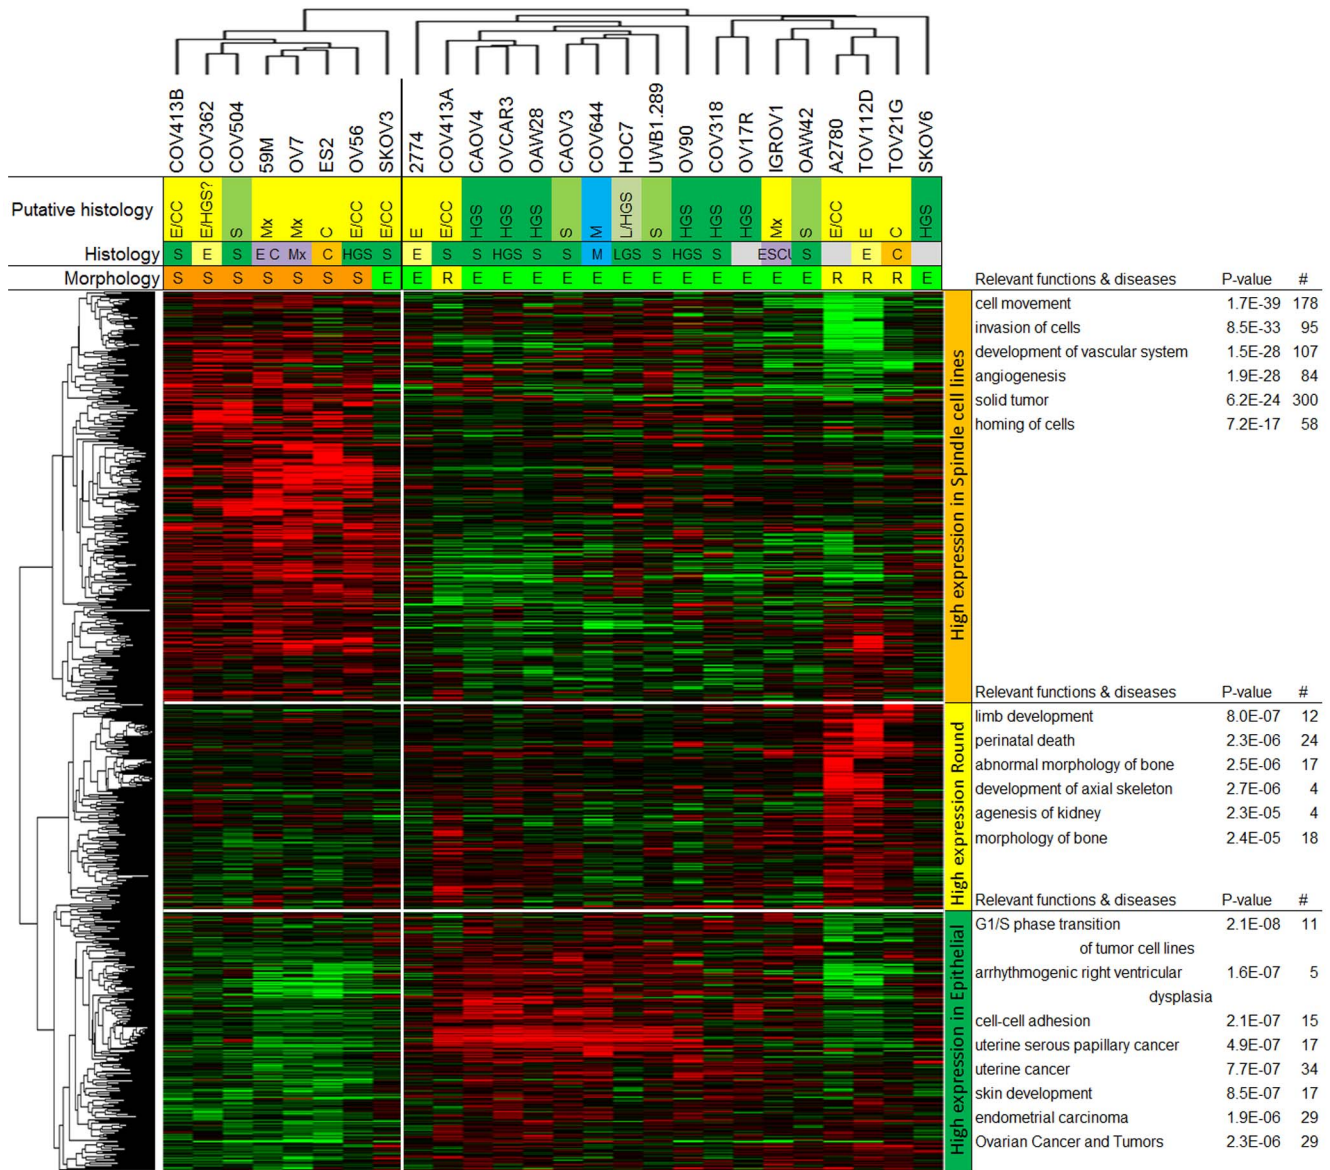 COV413B COV362 COV504 59M OV7 ES2 OV56 SKOV3 2774 COV413A CAOV4 OVCAR3 OAW28 CAOV3 COV644 HOC7 UWB1.289 OV90 COV318 OV17R IGROV1 OAW42 A2780 TOV112D TOV21G SKOV6
Putative histology E/CC E/HGS? S Mx Mx C E/CC E/CC E E/CC HGS HGS HGS S M L/HGS S HGS HGS HGS Mx S E/CC E C HGS
Histology S E S E C Mx C HGS S E S S HGS S S M LGS S HGS S ESCU S E C
Morphology S S S S S S S E E R E E E E E E E E E E E E R R R E
Relevant functions & diseases P-value #
cell movement 1.7E-39 178
invasion of cells 8.5E-33 95
development of vascular system 1.5E-28 107
angiogenesis 1.9E-28 84
solid tumor 6.2E-24 300
homing of cells 7.2E-17 58
High expression in Spindle cell lines
Relevant functions & diseases P-value #
limb development 8.0E-07 12
perinatal death 2.3E-06 24
abnormal morphology of bone 2.5E-06 17
development of axial skeleton 2.7E-06 4
agenesis of kidney 2.3E-05 4
morphology of bone 2.4E-05 18
High expression Round
Relevant functions & diseases P-value #
G1/S phase transition 2.1E-08 11
of tumor cell lines
arrhythmogenic right ventricular 1.6E-07 5
dysplasia
cell-cell adhesion 2.1E-07 15
uterine serous papillary cancer 4.9E-07 17
uterine cancer 7.7E-07 34
skin development 8.5E-07 17
endometrial carcinoma 1.9E-06 29
Ovarian Cancer and Tumors 2.3E-06 29
High expression in Epithelial